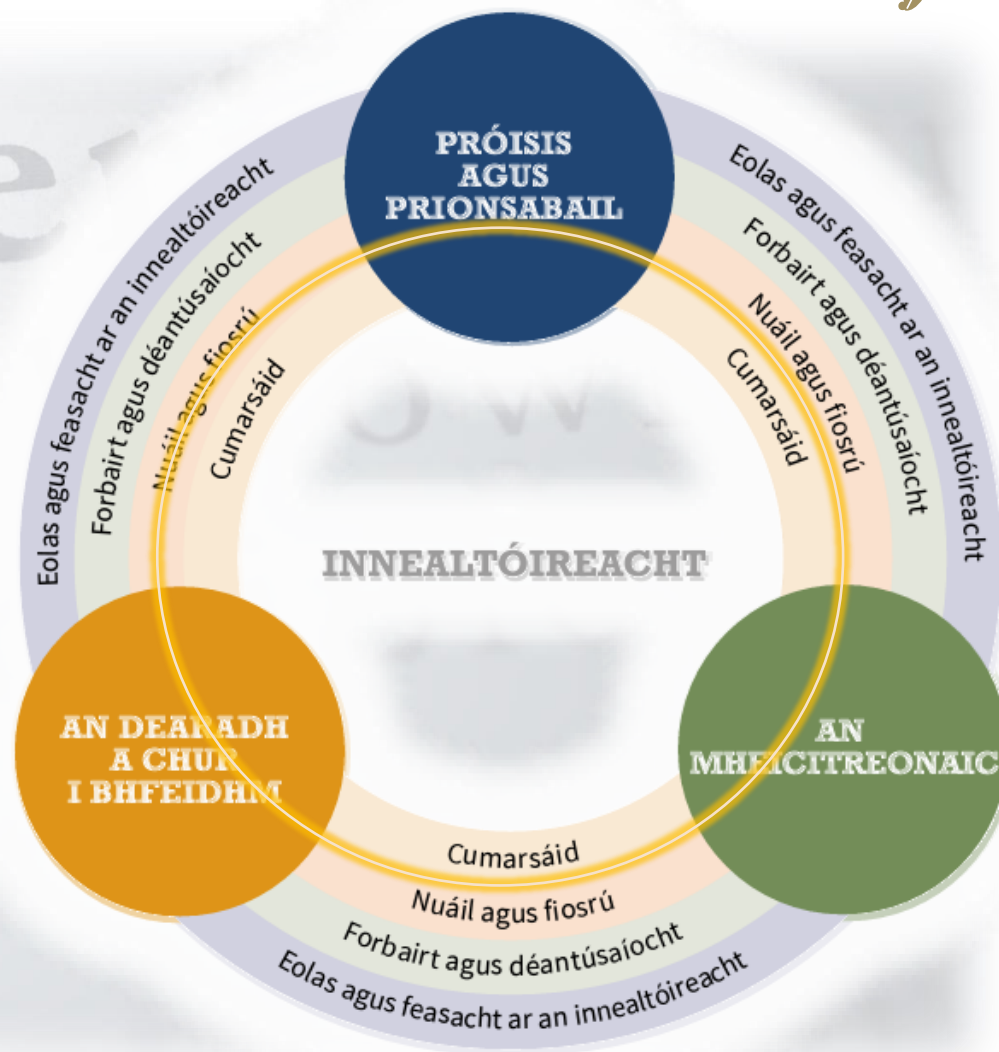 PRÓISIS
AGUS
PRIONSABAIL
Eolas agus feasacht ar an innealtóireacht
Forbairt agus déantúsaíocht
Nuáil agus fiosrú
Cumarsáid
Eolas agus feasacht ar an innealtóireacht
Forbairt agus déantúsaíocht
Nuáil agus fiosrú
Cumarsáid
INNEALTÓIREACHT
AN DEARADH
A CHUR
I BHFEIDHM
AN
MHEICITREONAIC
Cumarsáid
Nuáil agus fiosrú
Forbairt agus déantúsaíocht
Eolas agus feasacht ar an innealtóireacht